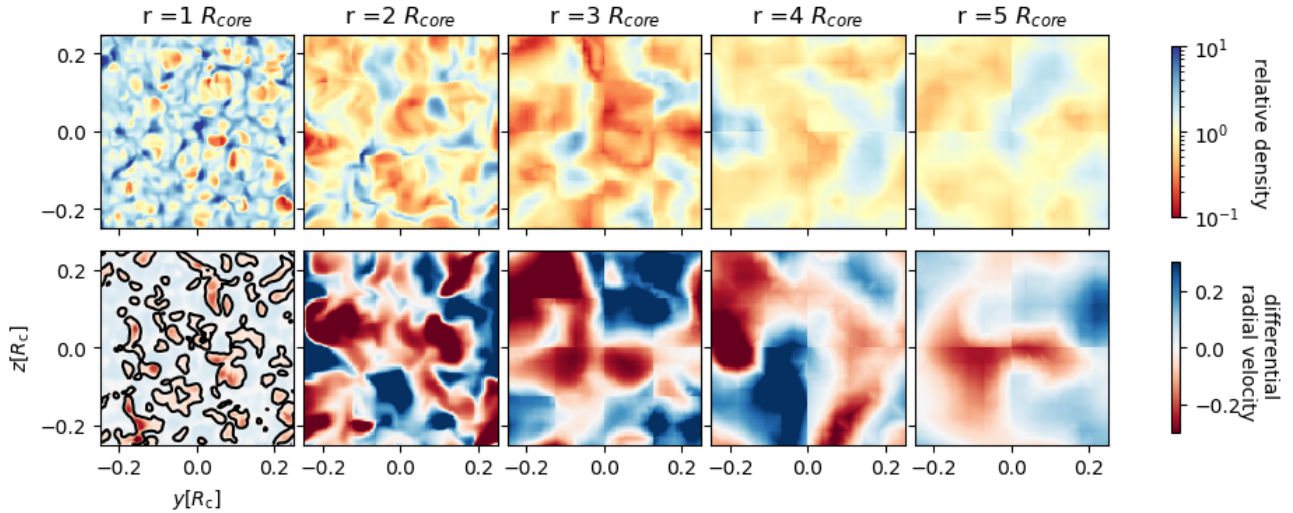 r =1 R_core r =2 R_core r =3 R_core r =4 R_core r =5 R_core
0.2
0.0
−0.2
10^1
10^0
10^−1
relative density
0.2
0.0
−0.2
z[R_c]
−0.2 0.0 0.2 −0.2 0.0 0.2 −0.2 0.0 0.2 −0.2 0.0 0.2 −0.2 0.0 0.2
y[R_c]
0.2
0.0
−0.2
differential
radial velocity